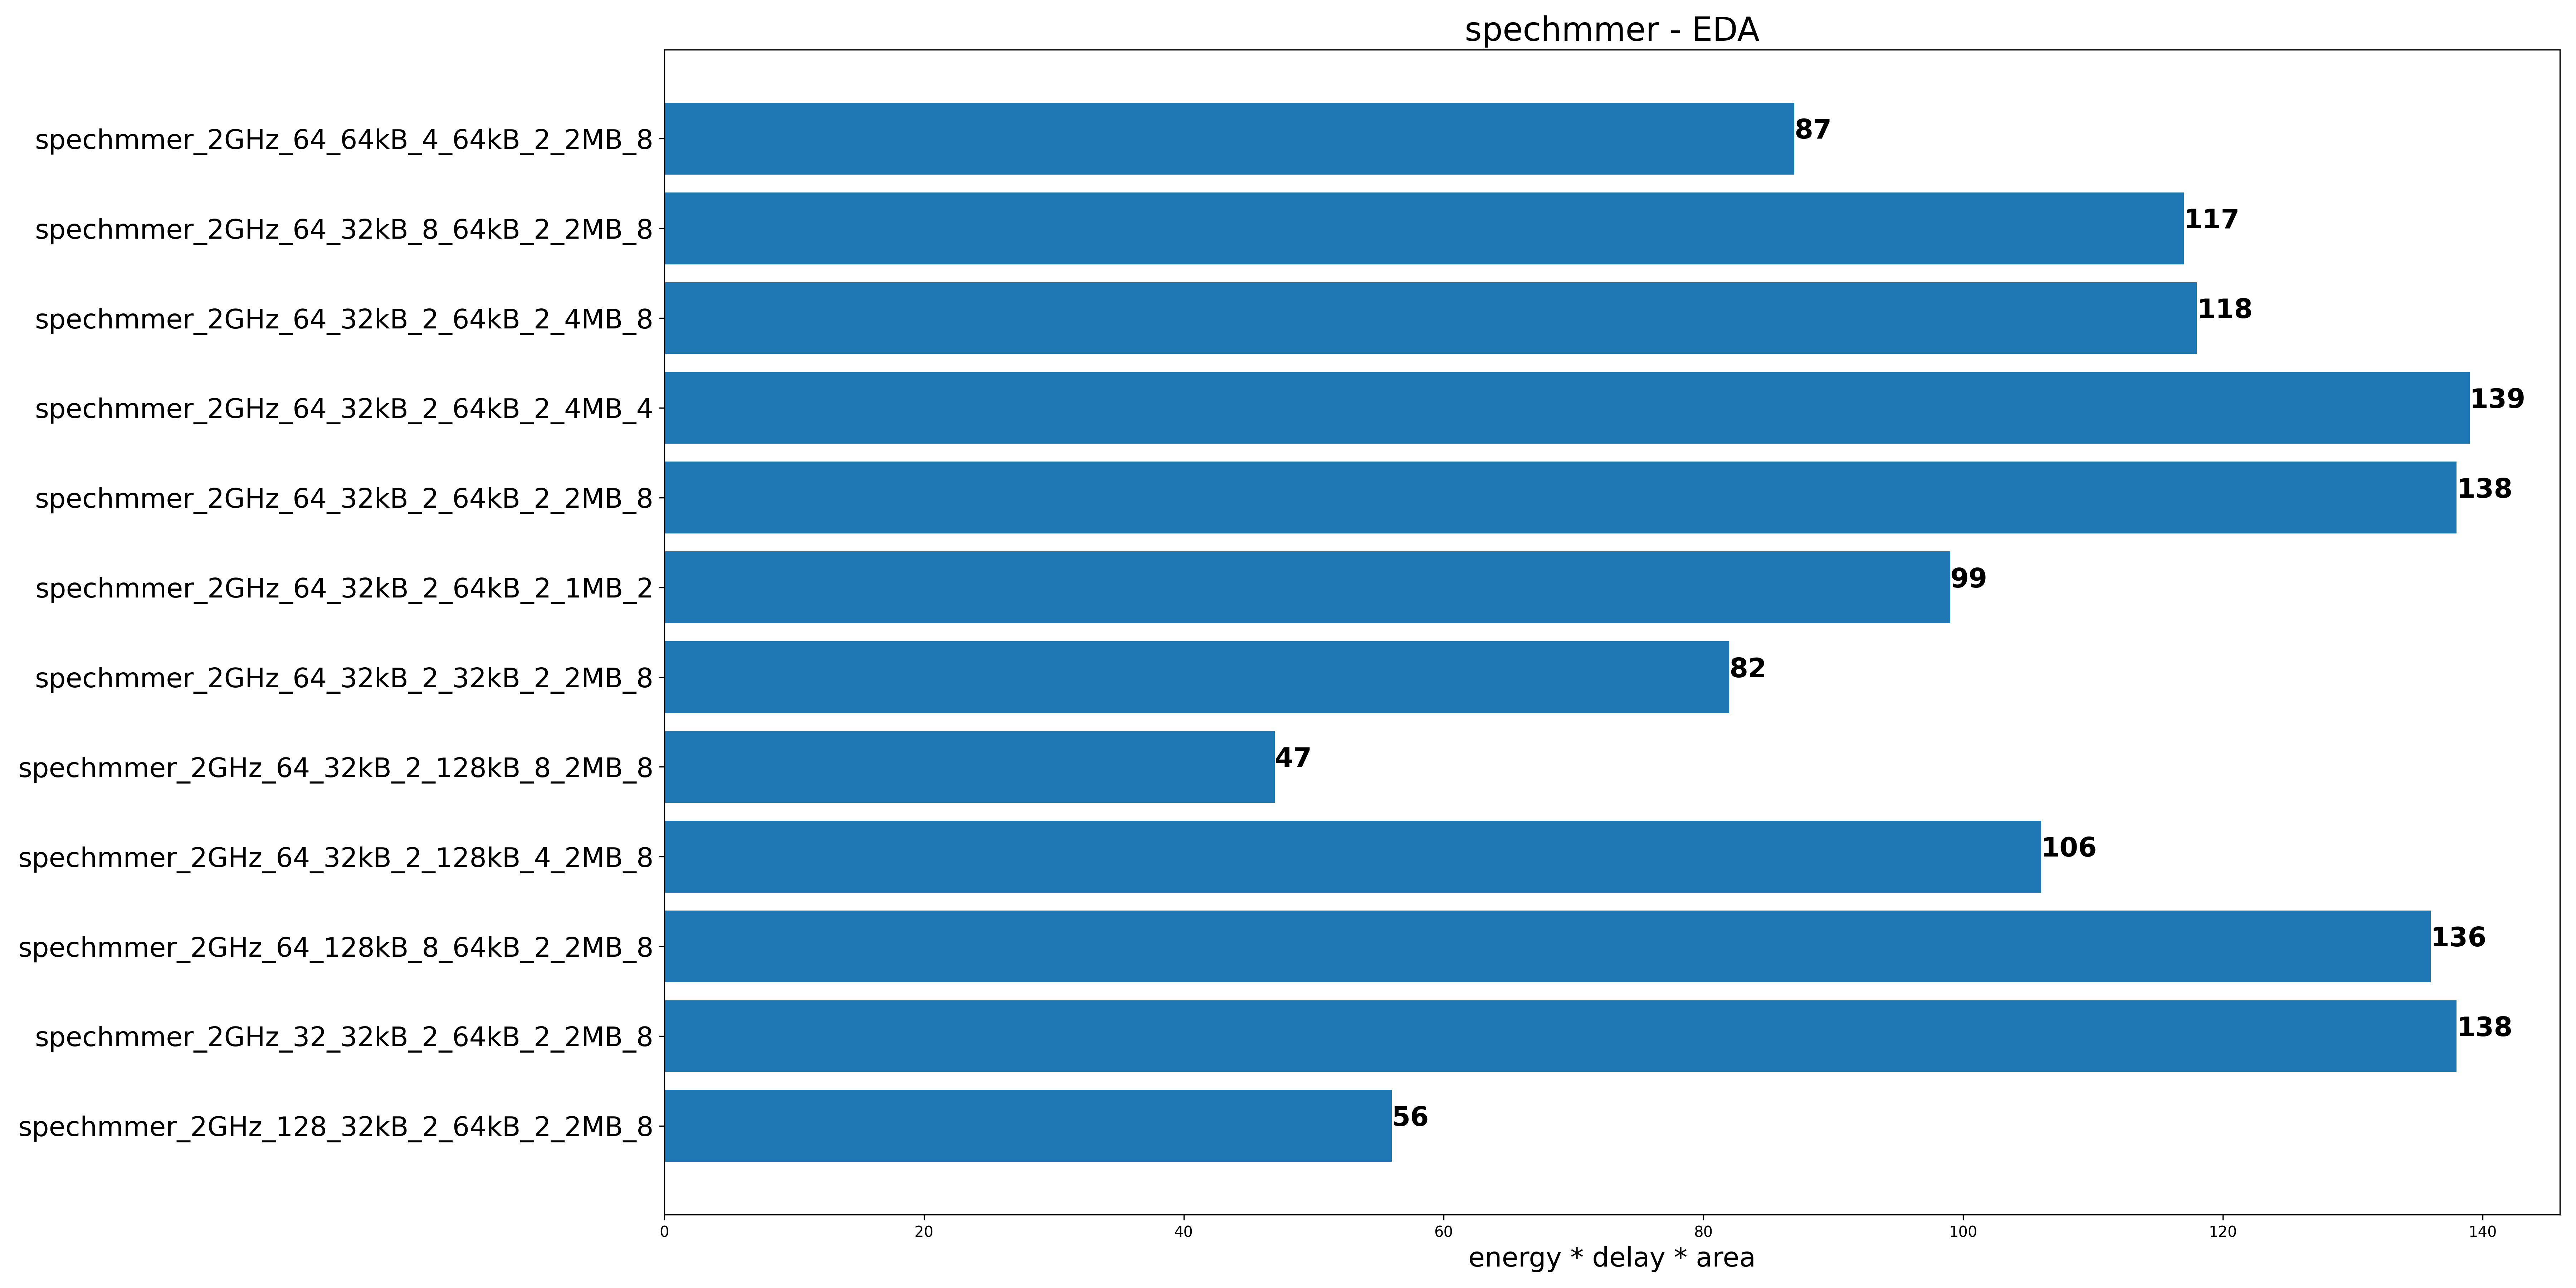 spechmmer - EDA
spechmmer_2GHz_64_64kB_4_64kB_2_2MB_8 87
spechmmer_2GHz_64_32kB_8_64kB_2_2MB_8 117
spechmmer_2GHz_64_32kB_2_64kB_2_4MB_8 118
spechmmer_2GHz_64_32kB_2_64kB_2_4MB_4 139
spechmmer_2GHz_64_32kB_2_64kB_2_2MB_8 138
spechmmer_2GHz_64_32kB_2_64kB_2_1MB_2 99
spechmmer_2GHz_64_32kB_2_32kB_2_2MB_8 82
spechmmer_2GHz_64_32kB_2_128kB_8_2MB_8 47
spechmmer_2GHz_64_32kB_2_128kB_4_2MB_8 106
spechmmer_2GHz_64_128kB_8_64kB_2_2MB_8 136
spechmmer_2GHz_32_32kB_2_64kB_2_2MB_8 138
spechmmer_2GHz_128_32kB_2_64kB_2_2MB_8 56
0 20 40 60 80 100 120 140
energy * delay * area